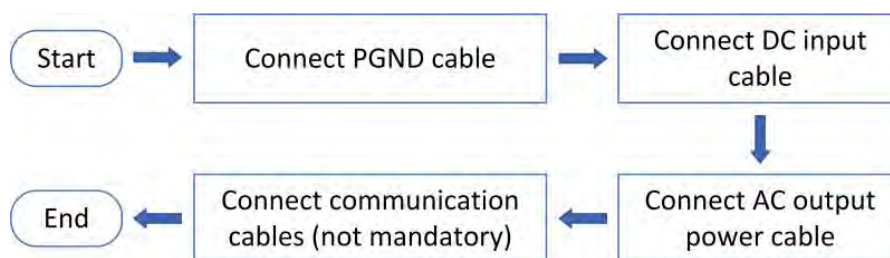 Start
Connect PGND cable
Connect DC input
cable
Connect AC output
power cable
Connect communication
cables (not mandatory)
End